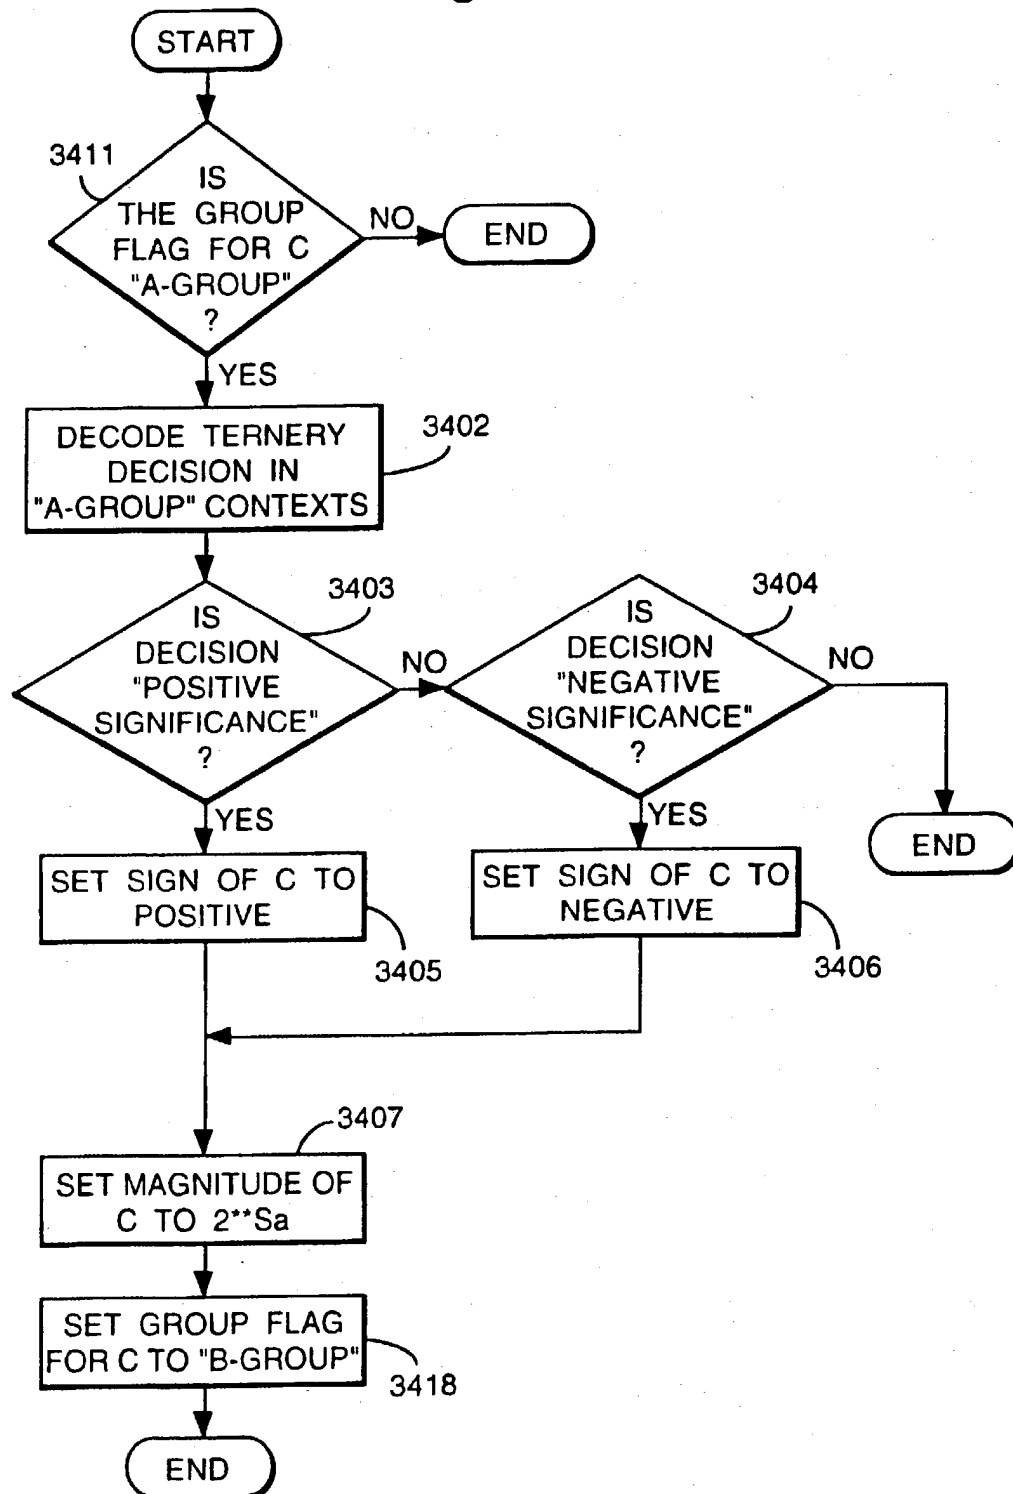 START
3411
IS
THE GROUP
FLAG FOR C
"A-GROUP"
?
NO
END
YES
DECODE TERNERY
DECISION IN
"A-GROUP" CONTEXTS
3402
3403
IS
DECISION
"POSITIVE
SIGNIFICANCE"
?
NO
3404
IS
DECISION
"NEGATIVE
SIGNIFICANCE"
?
NO
END
YES
SET SIGN OF C TO
POSITIVE
3405
YES
SET SIGN OF C TO
NEGATIVE
3406
3407
SET MAGNITUDE OF
C TO 2**Sa
SET GROUP FLAG
FOR C TO "B-GROUP"
3418
END